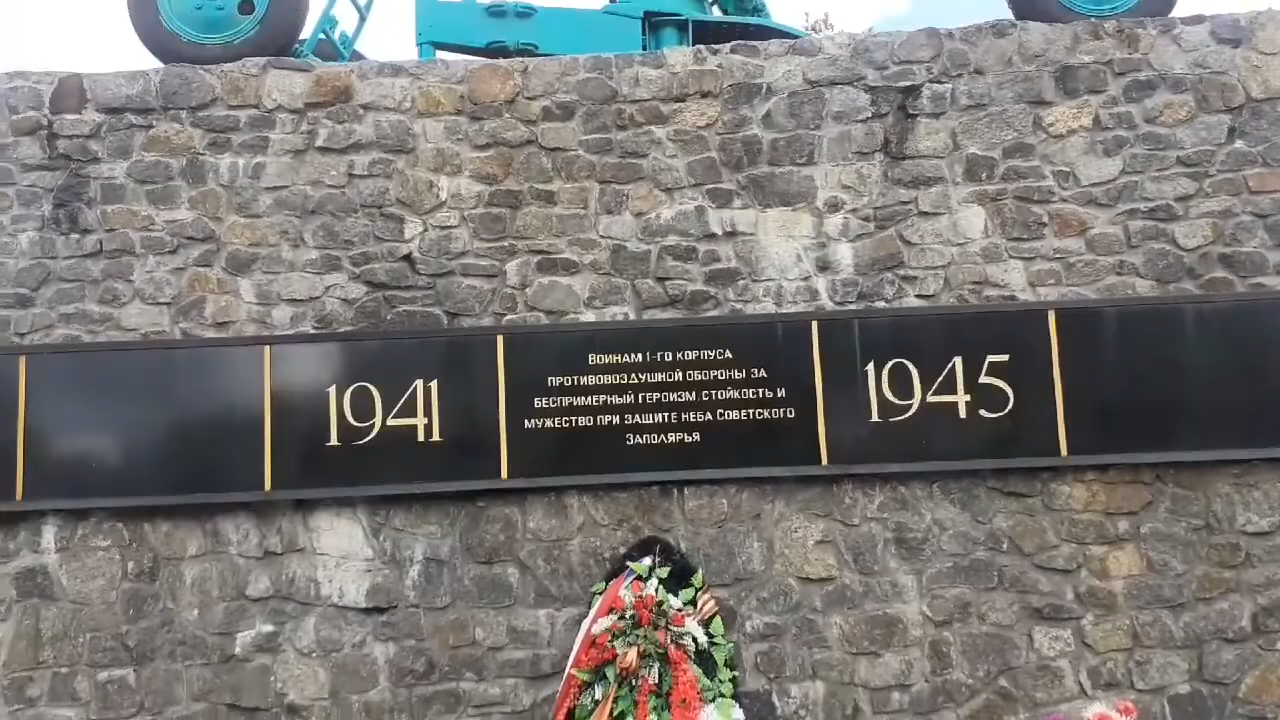 1941
Воинам 1-го корпуса
противовоздушной обороны за
беспримерный героизм, стойкость и
мужество при защите неба Советского
Заполярья
1945